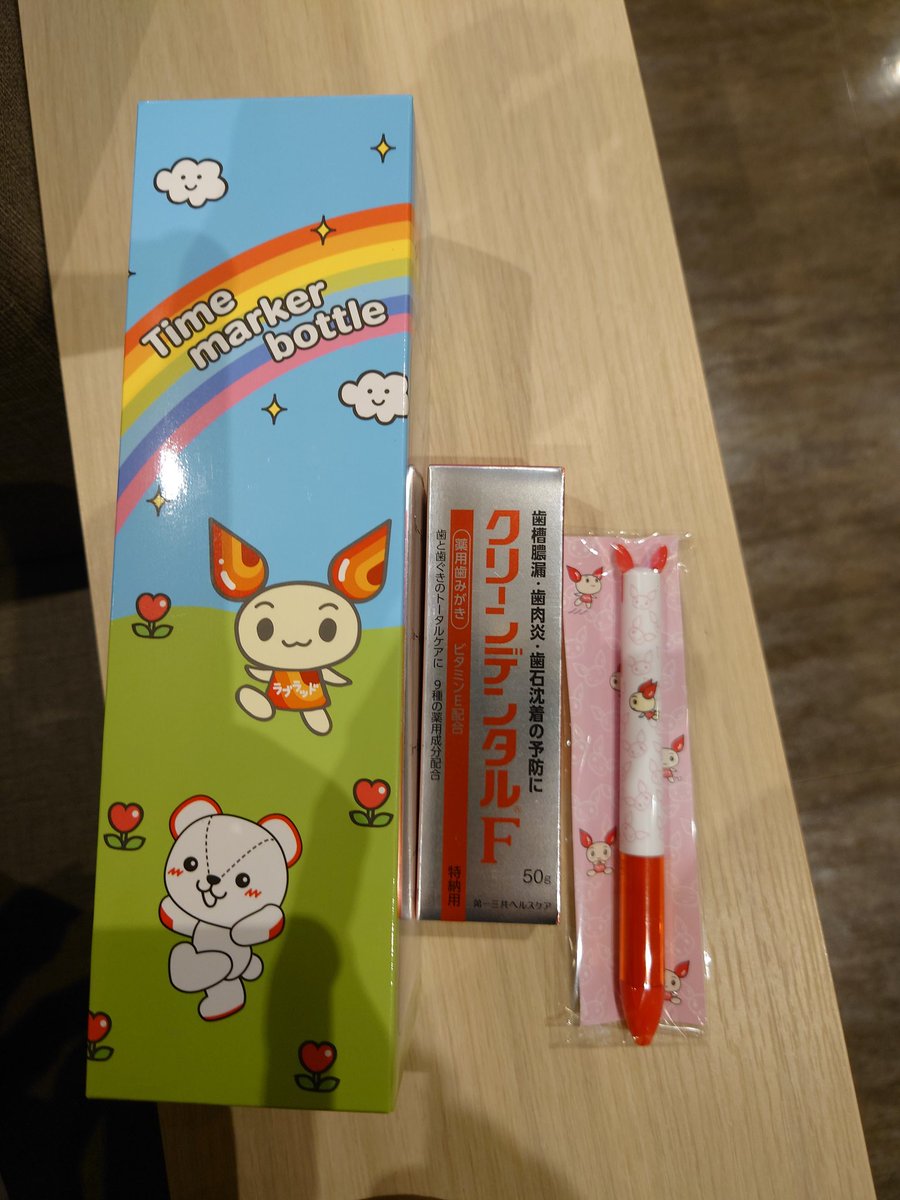 Time
marker
bottle
ラブラッド
歯槽膿漏・歯肉炎・歯石沈着の予防に
クリーンデンタルF
薬用歯みがき ビタミンE配合
歯と歯ぐきのトータルケアに 9種の薬用成分配合
特納用
50g
第一三共ヘルスケア